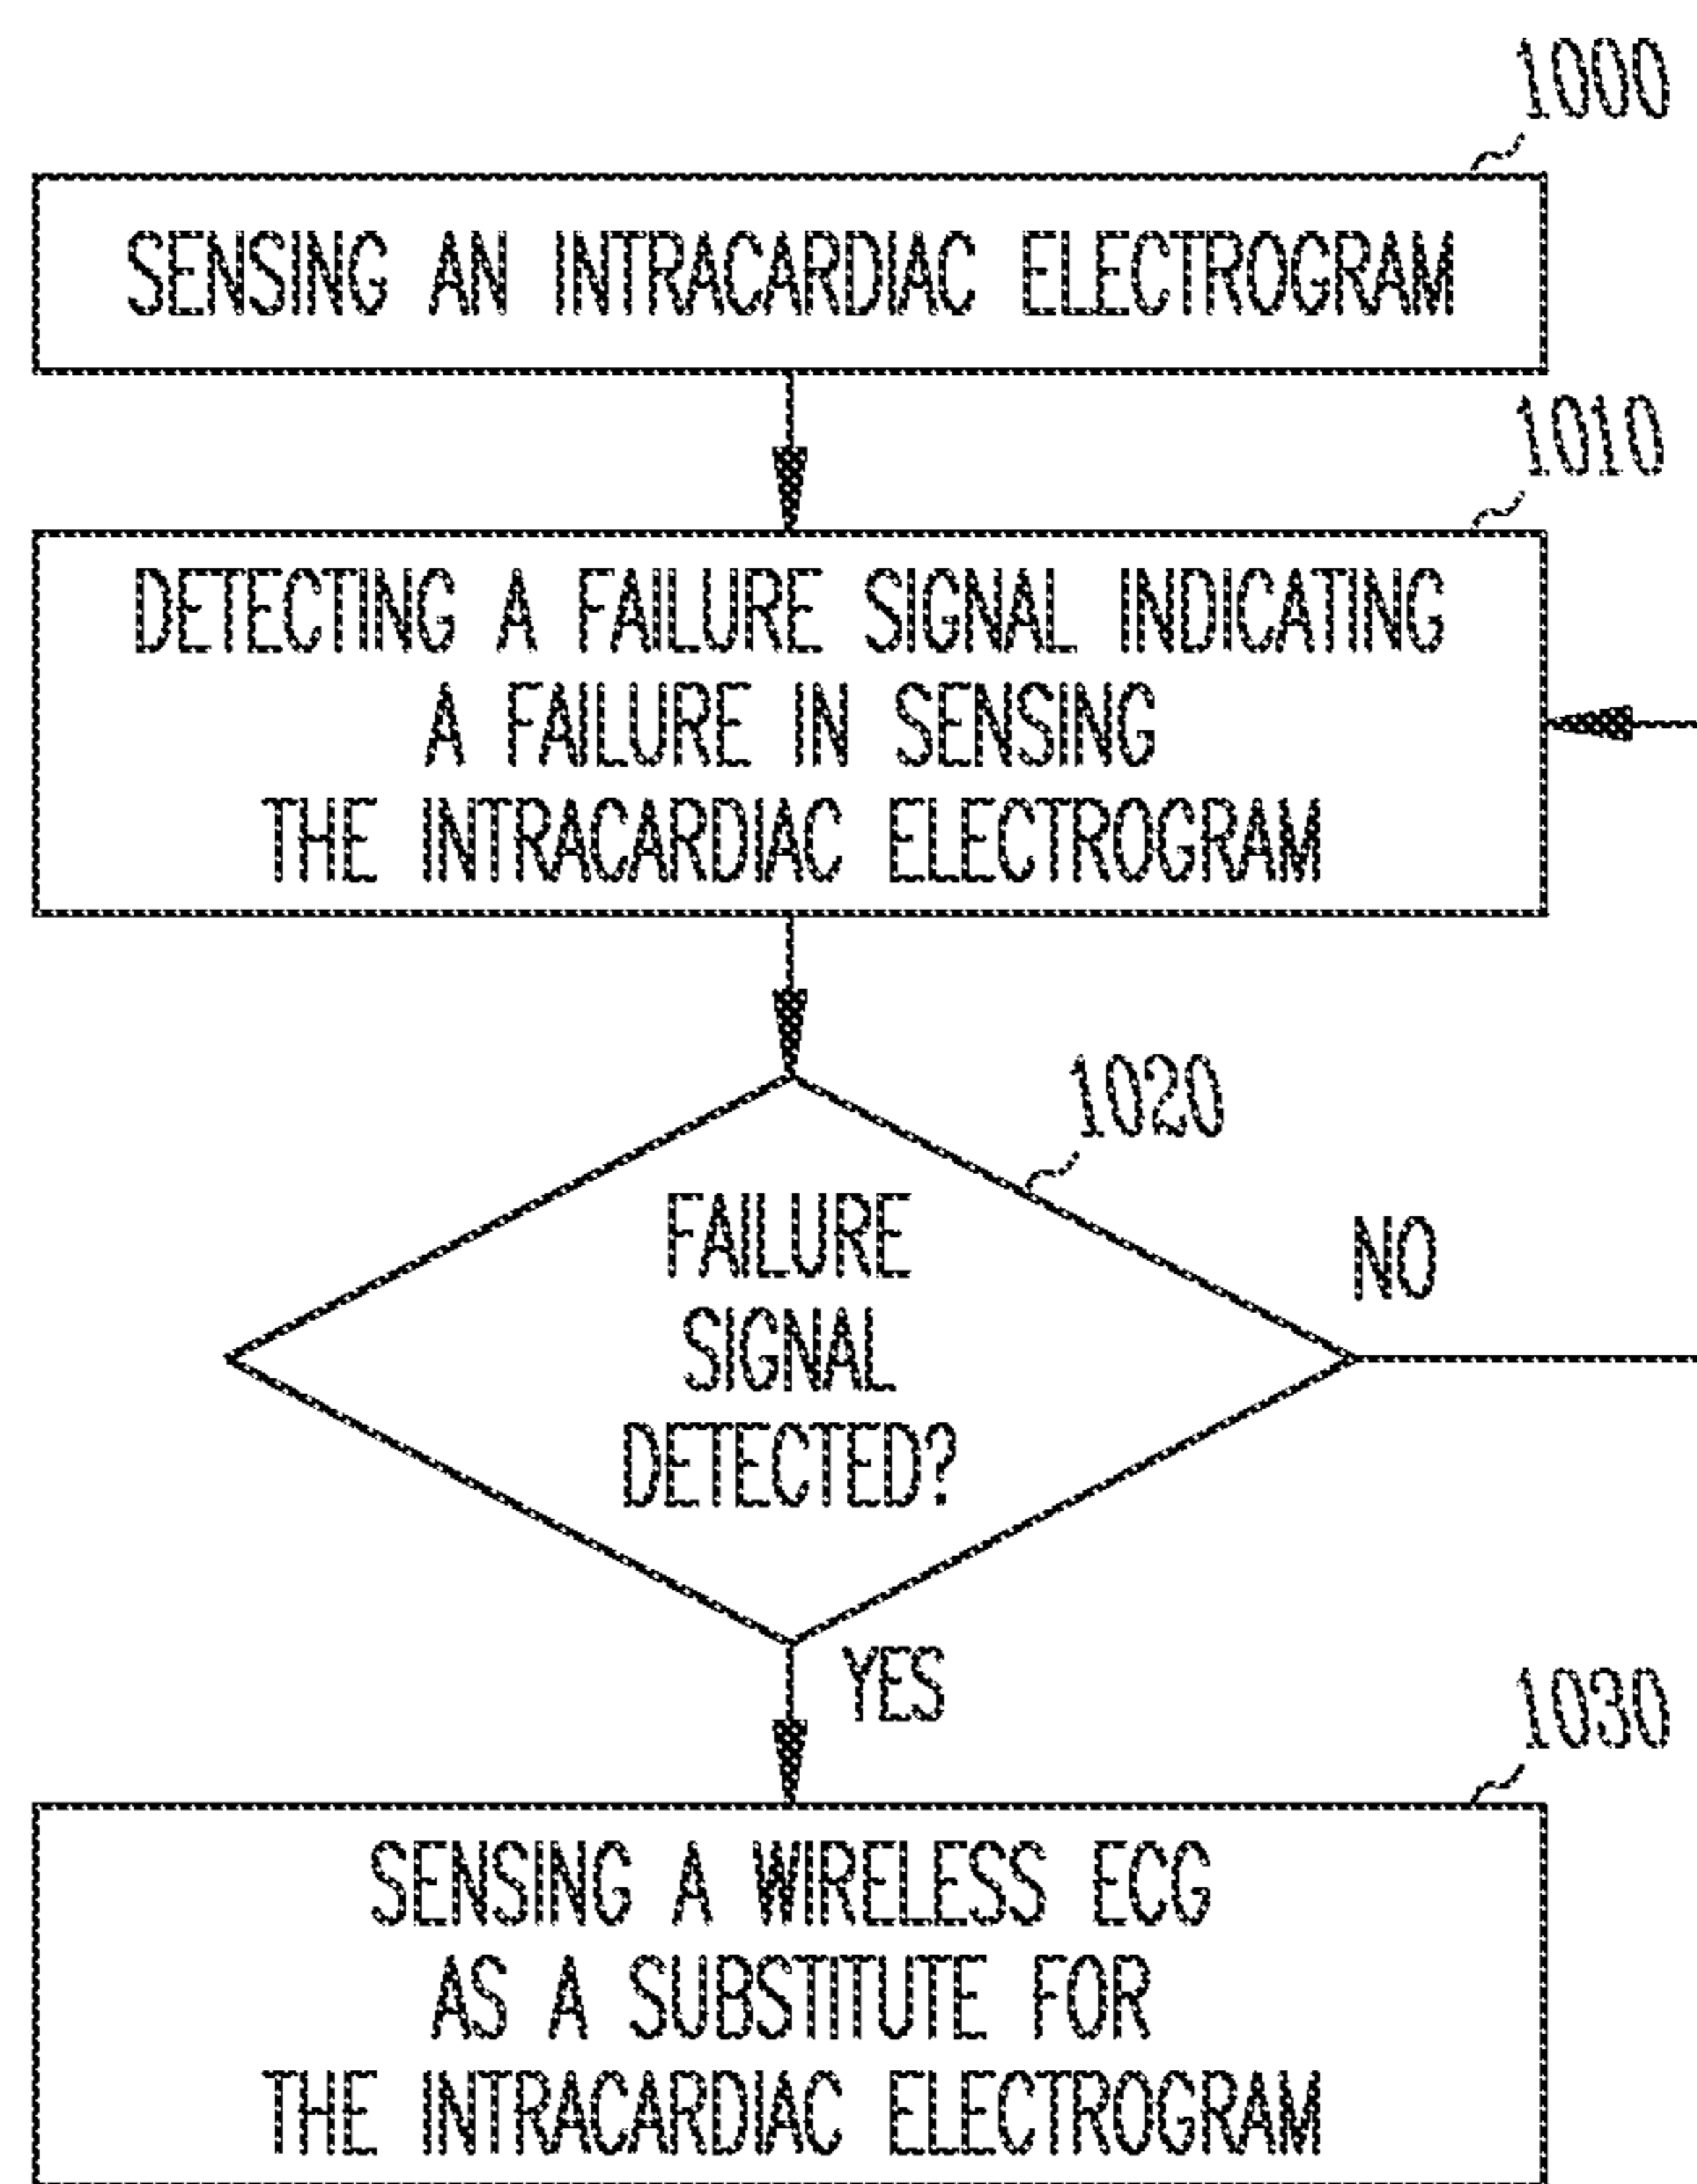 1000
SENSING AN INTRACARDIAC ELECTROGRAM
1010
DETECTING A FAILURE SIGNAL INDICATING
A FAILURE IN SENSING
THE INTRACARDIAC ELECTROGRAM
1020
FAILURE
SIGNAL
DETECTED?
NO
YES
1030
SENSING A WIRELESS ECG
AS A SUBSTITUTE FOR
THE INTRACARDIAC ELECTROGRAM